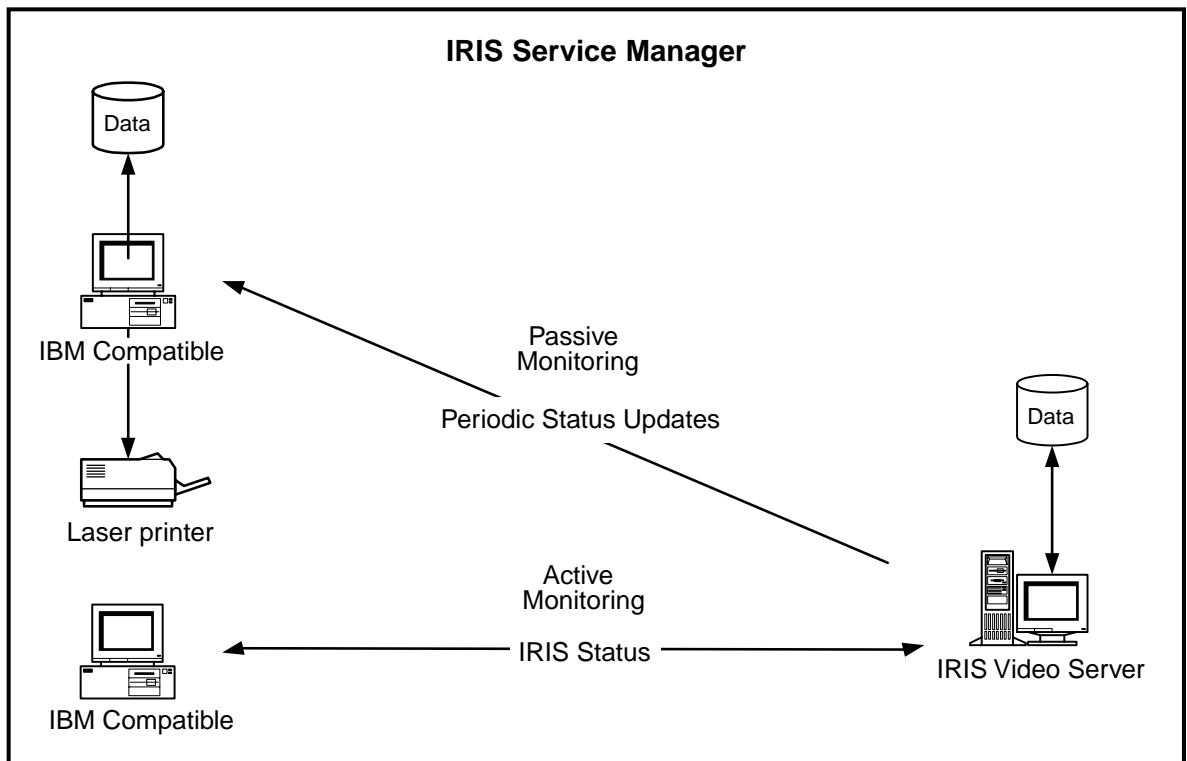 IRIS Service Manager
Data
IBM Compatible
Passive
Monitoring
Periodic Status Updates
Data
Laser printer
Active
Monitoring
IRIS Status
IRIS Video Server
IBM Compatible